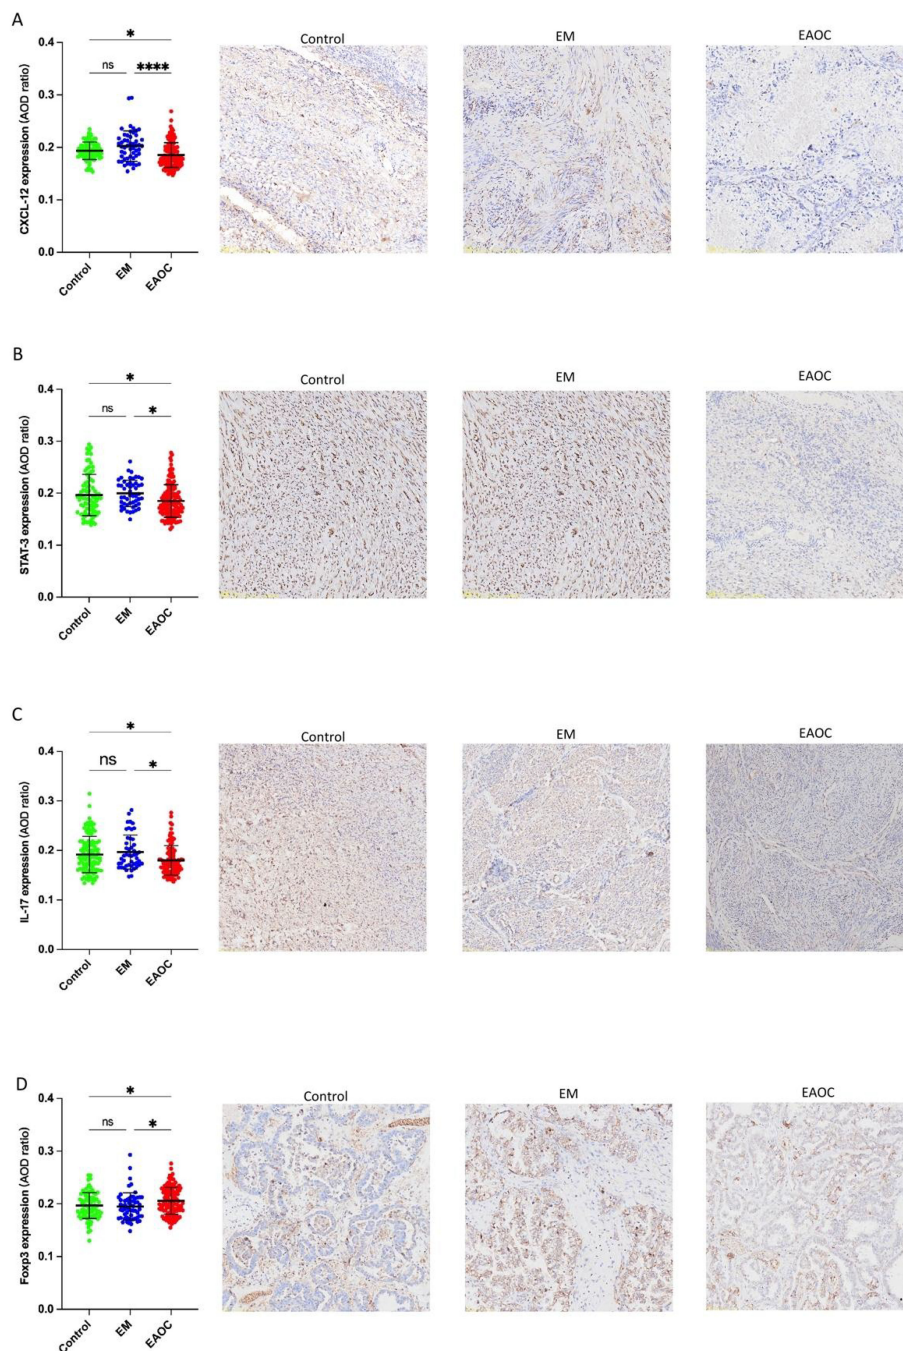 A
Control
EM
EAOC
CXCL-12 expression (AOD ratio)
0.4
0.3
0.2
0.1
0.0
*
ns
****
Control
EM
EAOC
B
Control
EM
EAOC
STAT-3 expression (AOD ratio)
0.4
0.3
0.2
0.1
0.0
*
ns
*
Control
EM
EAOC
C
Control
EM
EAOC
IL-17 expression (AOD ratio)
0.4
0.3
0.2
0.1
0.0
*
ns
*
Control
EM
EAOC
D
Control
EM
EAOC
Foxp3 expression (AOD ratio)
0.4
0.3
0.2
0.1
0.0
*
ns
*
Control
EM
EAOC